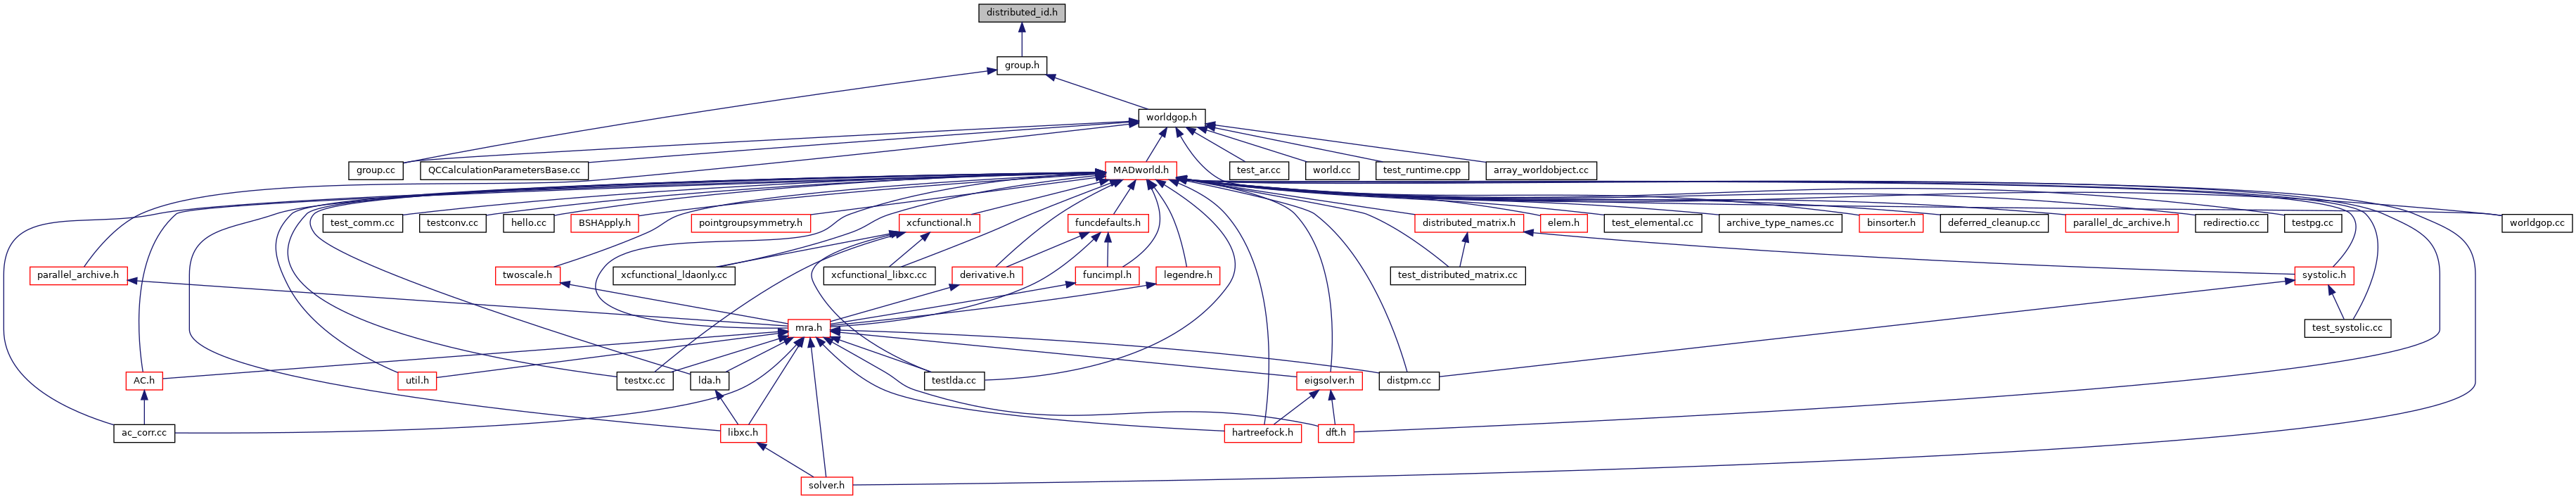 distributed_id.h
group.h
worldgop.h
group.cc
QCCalculationParametersBase.cc
MADworld.h
test_ar.cc
world.cc
test_runtime.cpp
array_worldobject.cc
test_comm.cc
testconv.cc
hello.cc
BSHApply.h
pointgroupsymmetry.h
xcfunctional.h
funcdefaults.h
distributed_matrix.h
elem.h
test_elemental.cc
archive_type_names.cc
binsorter.h
deferred_cleanup.cc
parallel_dc_archive.h
redirectio.cc
testpg.cc
worldgop.cc
parallel_archive.h
twoscale.h
xcfunctional_ldaonly.cc
xcfunctional_libxc.cc
derivative.h
funcimpl.h
legendre.h
test_distributed_matrix.cc
systolic.h
mra.h
test_systolic.cc
AC.h
util.h
testxc.cc
lda.h
testlda.cc
eigsolver.h
distpm.cc
ac_corr.cc
libxc.h
hartreefock.h
dft.h
solver.h